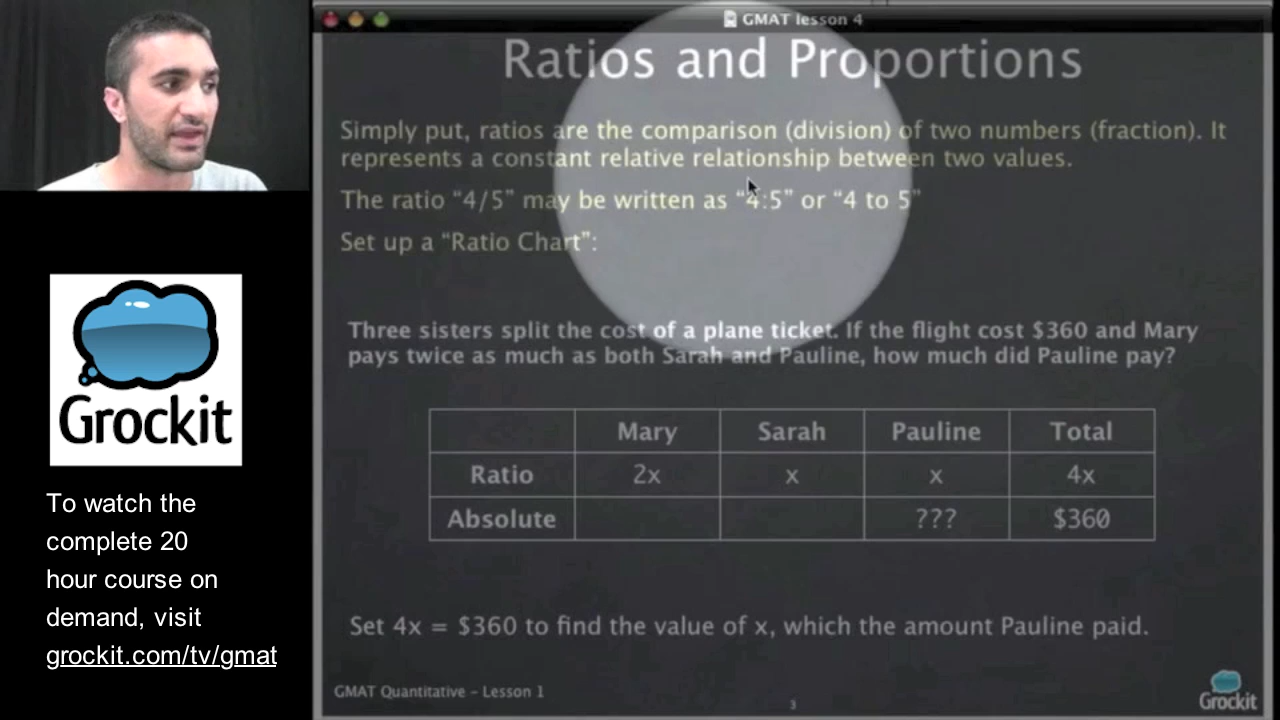 GMAT lesson 4
Ratios and Proportions
Simply put, ratios are the comparison (division) of two numbers (fraction). It
represents a constant relative relationship between two values.
The ratio “4/5” may be written as “4:5” or “4 to 5”
Set up a “Ratio Chart”:
Three sisters split the cost of a plane ticket. If the flight cost $360 and Mary
pays twice as much as both Sarah and Pauline, how much did Pauline pay?
Mary Sarah Pauline Total
Ratio 2x x x 4x
Absolute ??? $360
Set 4x = $360 to find the value of x, which the amount Pauline paid.
GMAT Quantitative – Lesson 1
3
Grockit
Grockit
To watch the
complete 20
hour course on
demand, visit
grockit.com/tv/gmat